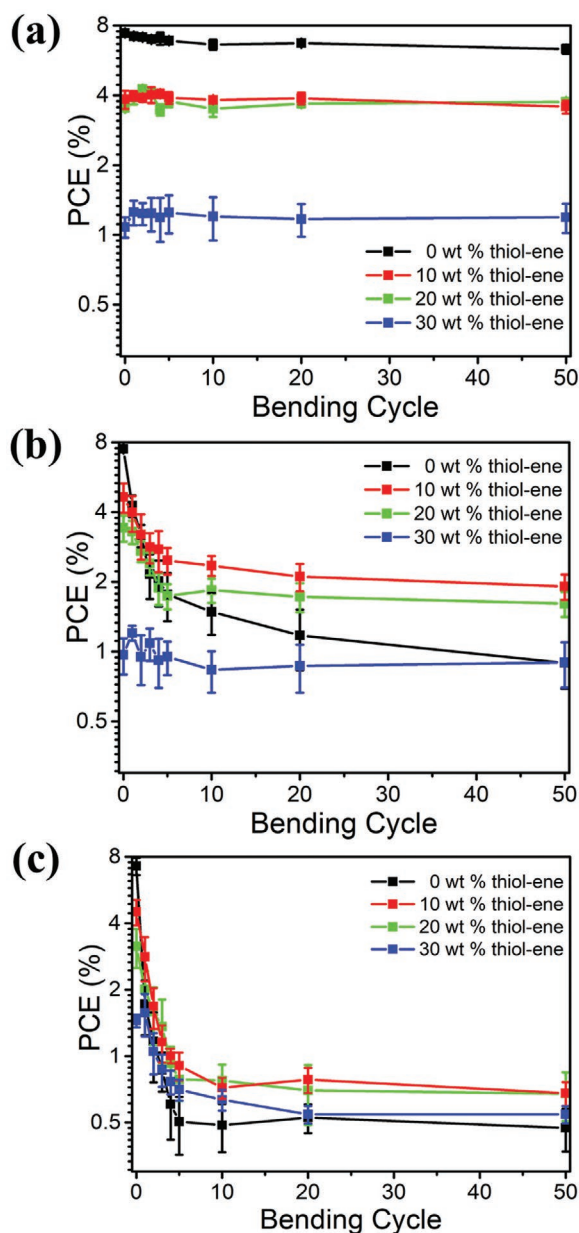 (a)
8
4
2
1
0.5
PCE (%)
0 wt % thiol-ene
10 wt % thiol-ene
20 wt % thiol-ene
30 wt % thiol-ene
0 10 20 30 40 50
Bending Cycle
(b)
8
4
2
1
0.5
PCE (%)
0 wt % thiol-ene
10 wt % thiol-ene
20 wt % thiol-ene
30 wt % thiol-ene
0 10 20 30 40 50
Bending Cycle
(c)
8
4
2
1
0.5
PCE (%)
0 wt % thiol-ene
10 wt % thiol-ene
20 wt % thiol-ene
30 wt % thiol-ene
0 10 20 30 40 50
Bending Cycle